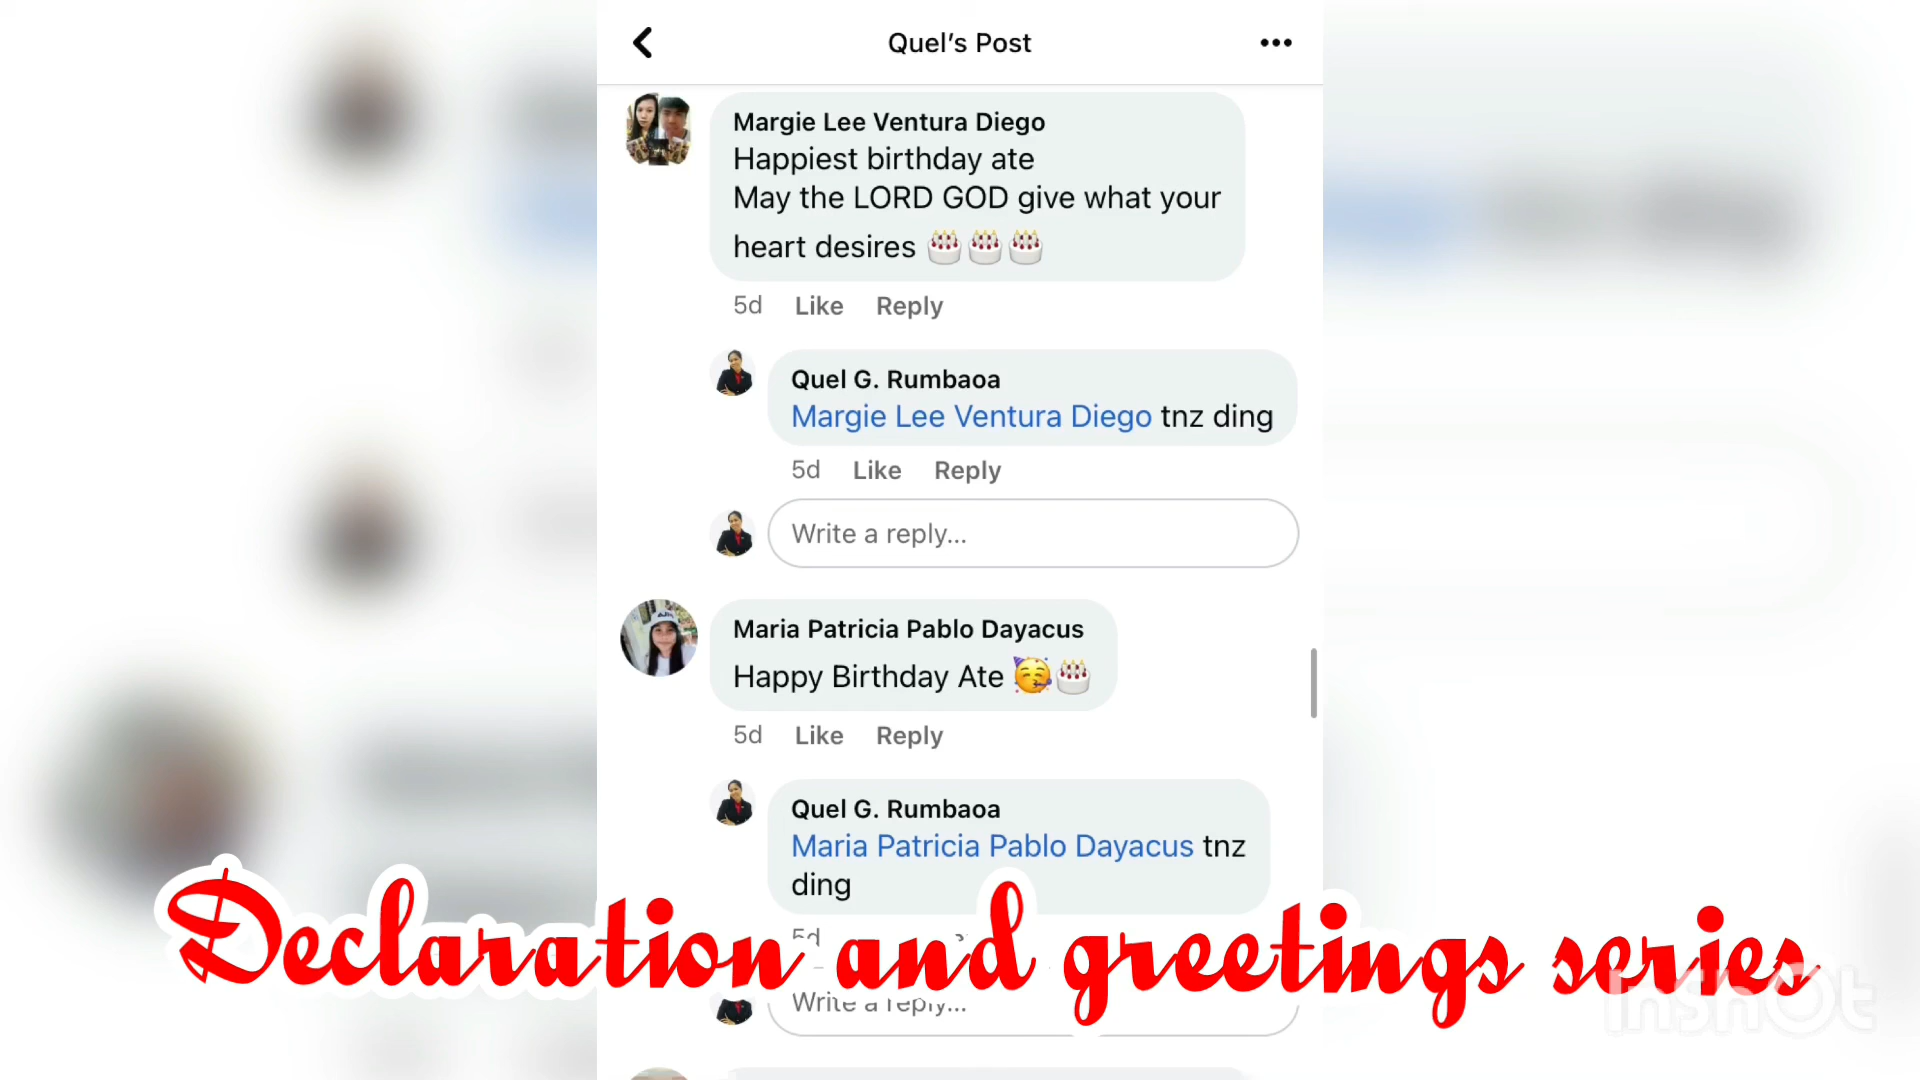 Quel's Post
Margie Lee Ventura Diego
Happiest birthday ate
May the LORD GOD give what your
heart desires 🎂🎂🎂
5d Like Reply
Quel G. Rumbaoa
Margie Lee Ventura Diego tnz ding
5d Like Reply
Write a reply...
Maria Patricia Pablo Dayacus
Happy Birthday Ate 🥳🎂
5d Like Reply
Quel G. Rumbaoa
Maria Patricia Pablo Dayacus tnz
ding
5d
Declaration and greetings series
Write a reply...
InShOt